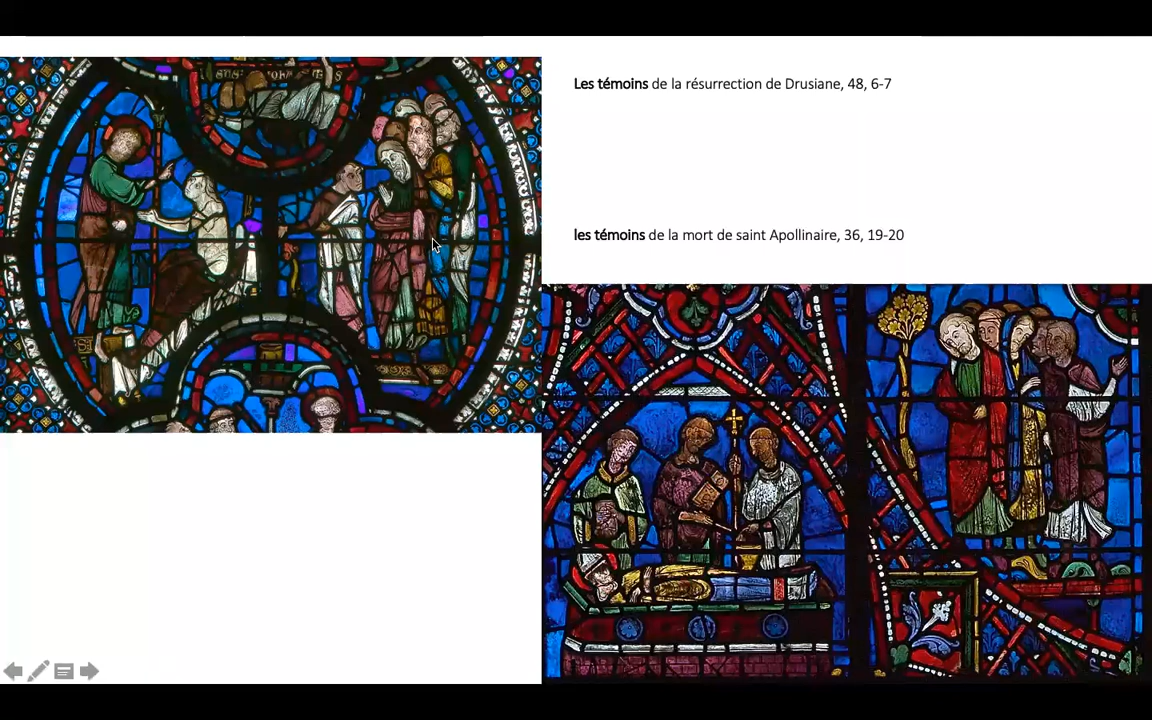 Les témoins de la résurrection de Drusiane, 48, 6-7
les témoins de la mort de saint Apollinaire, 36, 19-20